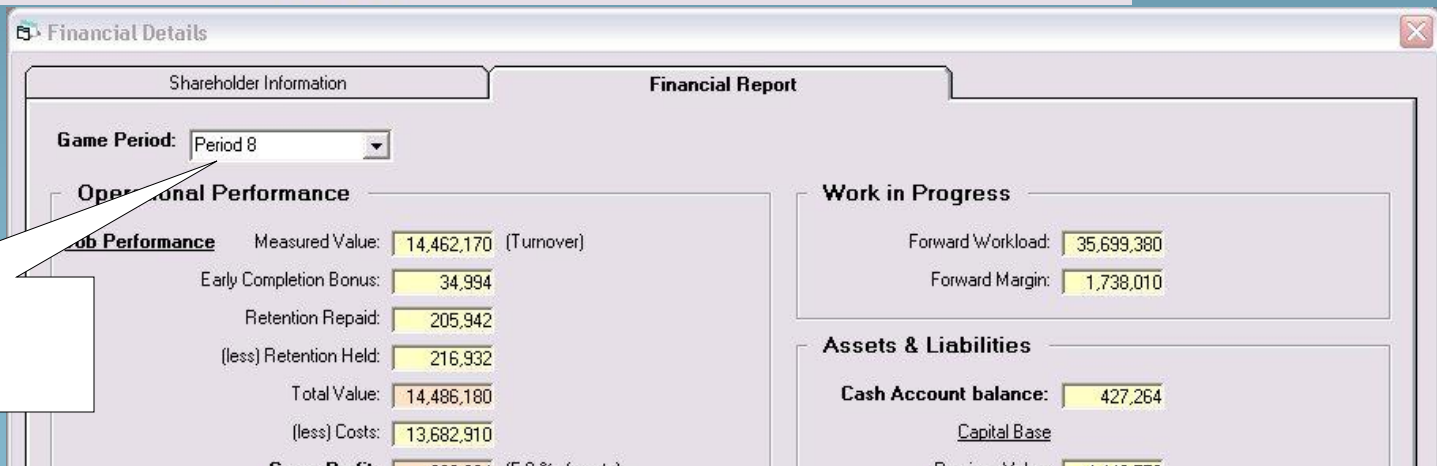 Financial Details
Shareholder Information
Financial Report
Game Period: Period 8
Operational Performance
Performance Measured Value: 14,462,170 (Turnover)
Early Completion Bonus: 34,994
Retention Repaid: 205,942
(less) Retention Held: 216,932
Total Value: 14,486,180
(less) Costs: 13,682,910
Work in Progress
Forward Workload: 35,699,380
Forward Margin: 1,738,010
Assets & Liabilities
Cash Account balance: 427,264
Capital Base